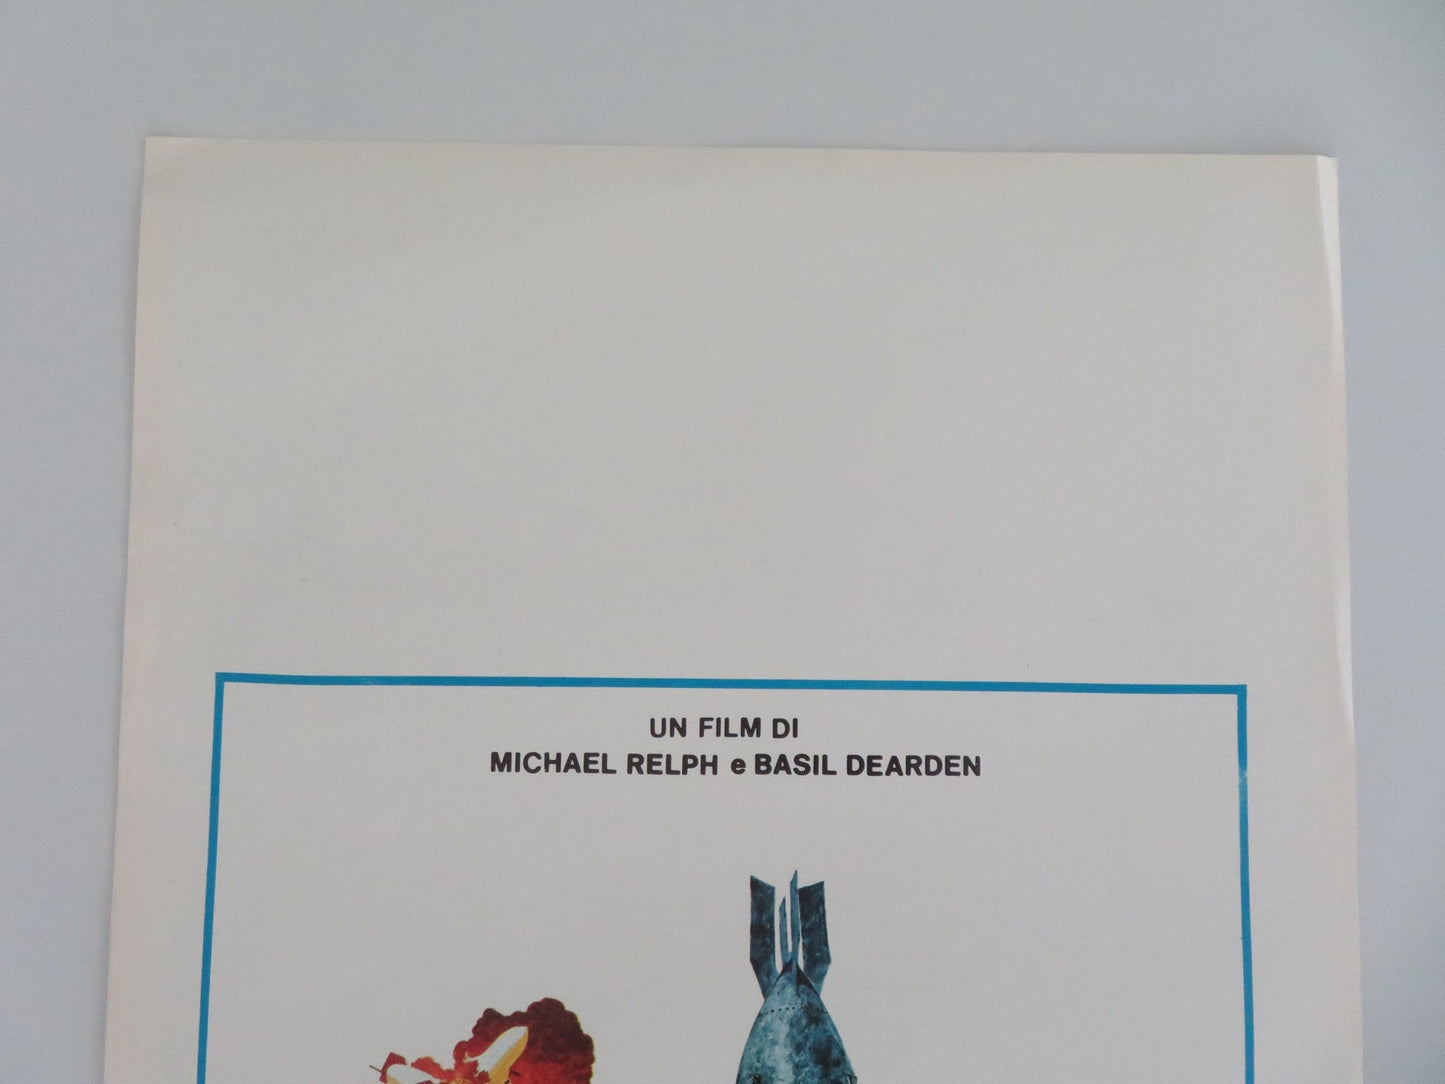 UN FILM DI
MICHAEL RELPH e BASIL DEARDEN